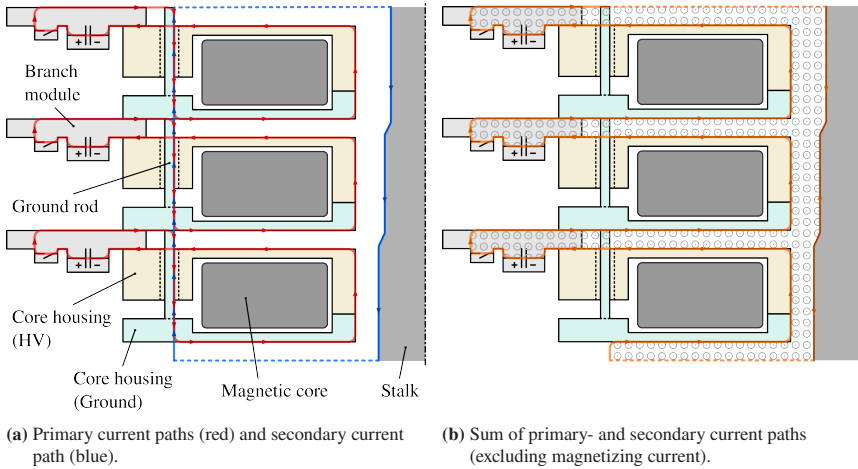 + −
Branch
module
+ −
+ −
Ground rod
+ −
+ −
+ −
Core housing
(HV)
Core housing
(Ground)
Magnetic core
Stalk
(a) Primary current paths (red) and secondary current
path (blue).
(b) Sum of primary- and secondary current paths
(excluding magnetizing current).